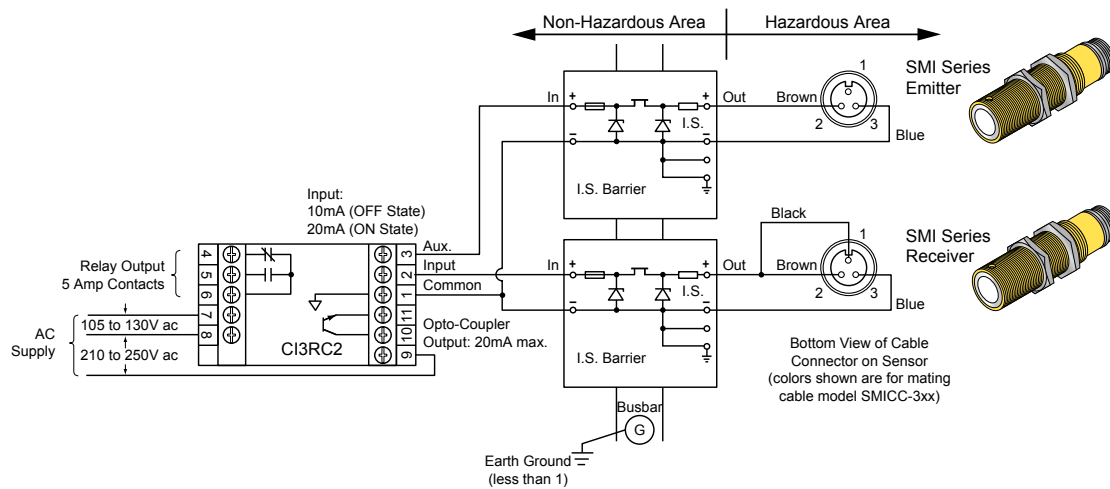 Non-Hazardous Area
Hazardous Area
SMI Series
Emitter
In
+
+
Out
Brown
1
2
3
Blue
–
–
I.S.
I.S. Barrier
Input:
10mA (OFF State)
20mA (ON State)
Black
SMI Series
Receiver
Relay Output
5 Amp Contacts
4
5
6
7
8
3
2
1
11
10
9
Aux.
Input
Common
In
+
+
Out
Brown
1
2
3
Blue
–
–
I.S.
I.S. Barrier
AC
Supply
105 to 130V ac
210 to 250V ac
CI3RC2
Opto-Coupler
Output: 20mA max.
Bottom View of Cable
Connector on Sensor
(colors shown are for mating
cable model SMICC-3xx)
Busbar
G
Earth Ground
(less than 1)